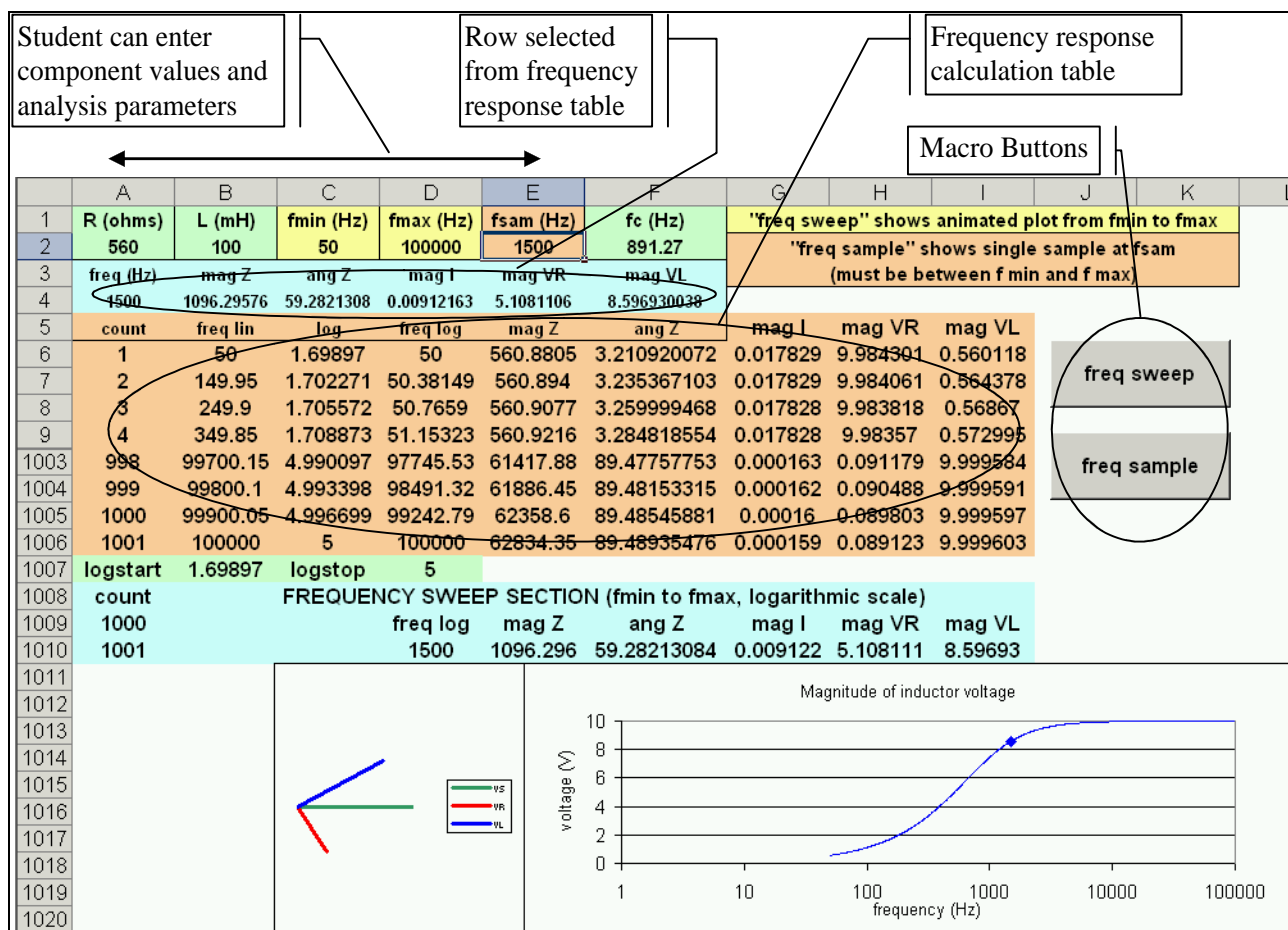 Student can enter
component values and
analysis parameters
Row selected
from frequency
response table
Frequency response
calculation table
Macro Buttons
A B C D E F G H I J K L
1 R (ohms) L (mH) fmin (Hz) fmax (Hz) fsam (Hz) fc (Hz) "freq sweep" shows animated plot from fmin to fmax
2 560 100 50 100000 1500 891.27 "freq sample" shows single sample at fsam
3 freq (Hz) mag Z ang Z mag I mag VR mag VL (must be between f min and f max)
4 1500 1096.29576 59.2821308 0.00912163 5.1081106 8.596930038
5 count freq lin log freq log mag Z ang Z mag I mag VR mag VL
6 1 50 1.69897 50 560.8805 3.210920072 0.017829 9.984301 0.560118
7 2 149.95 1.702271 50.38149 560.894 3.235367103 0.017829 9.984061 0.564378
freq sweep
8 3 249.9 1.705572 50.7659 560.9077 3.259999468 0.017828 9.983818 0.56867
9 4 349.85 1.708873 51.15323 560.9216 3.284818554 0.017828 9.98357 0.572995
1003 998 99700.15 4.990097 97745.53 61417.88 89.47757753 0.000163 0.091179 9.999584
freq sample
1004 999 99800.1 4.993398 98491.32 61886.45 89.48153315 0.000162 0.090488 9.999591
1005 1000 99900.05 4.996699 99242.79 62358.6 89.48545881 0.00016 0.089803 9.999597
1006 1001 100000 5 100000 62834.35 89.48935476 0.000159 0.089123 9.999603
1007 logstart 1.69897 logstop 5
1008 count FREQUENCY SWEEP SECTION (fmin to fmax, logarithmic scale)
1009 1000 freq log mag Z ang Z mag I mag VR mag VL
1010 1001 1500 1096.296 59.28213084 0.009122 5.108111 8.59693
1011
1012
1013
1014
1015
1016
1017
1018
1019
1020
VS
VR
VL
Magnitude of inductor voltage
voltage (V)
10
8
6
4
2
0
1 10 100 1000 10000 100000
frequency (Hz)